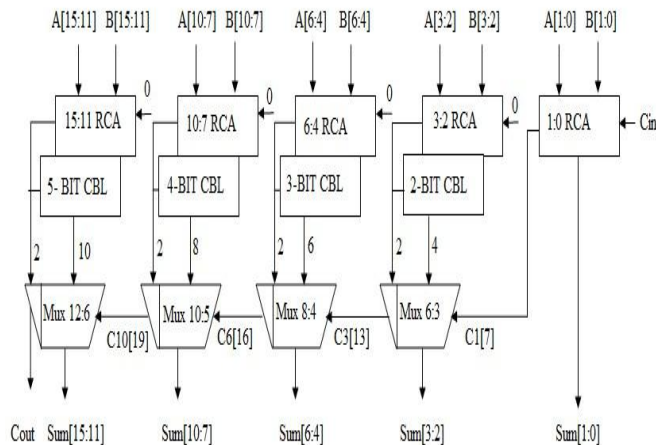 A[15:11] B[15:11] A[10:7] B[10:7] A[6:4] B[6:4] A[3:2] B[3:2] A[1:0] B[1:0]
0 0 0 0
15:11 RCA 10:7 RCA 6:4 RCA 3:2 RCA 1:0 RCA Cin
5- BIT CBL 4-BIT CBL 3-BIT CBL 2-BIT CBL
2 10 2 8 2 6 2 4
Mux 12:6 Mux 10:5 Mux 8:4 Mux 6:3
C10[19] C6[16] C3[13] C1[7]
Cout Sum[15:11] Sum[10:7] Sum[6:4] Sum[3:2] Sum[1:0]